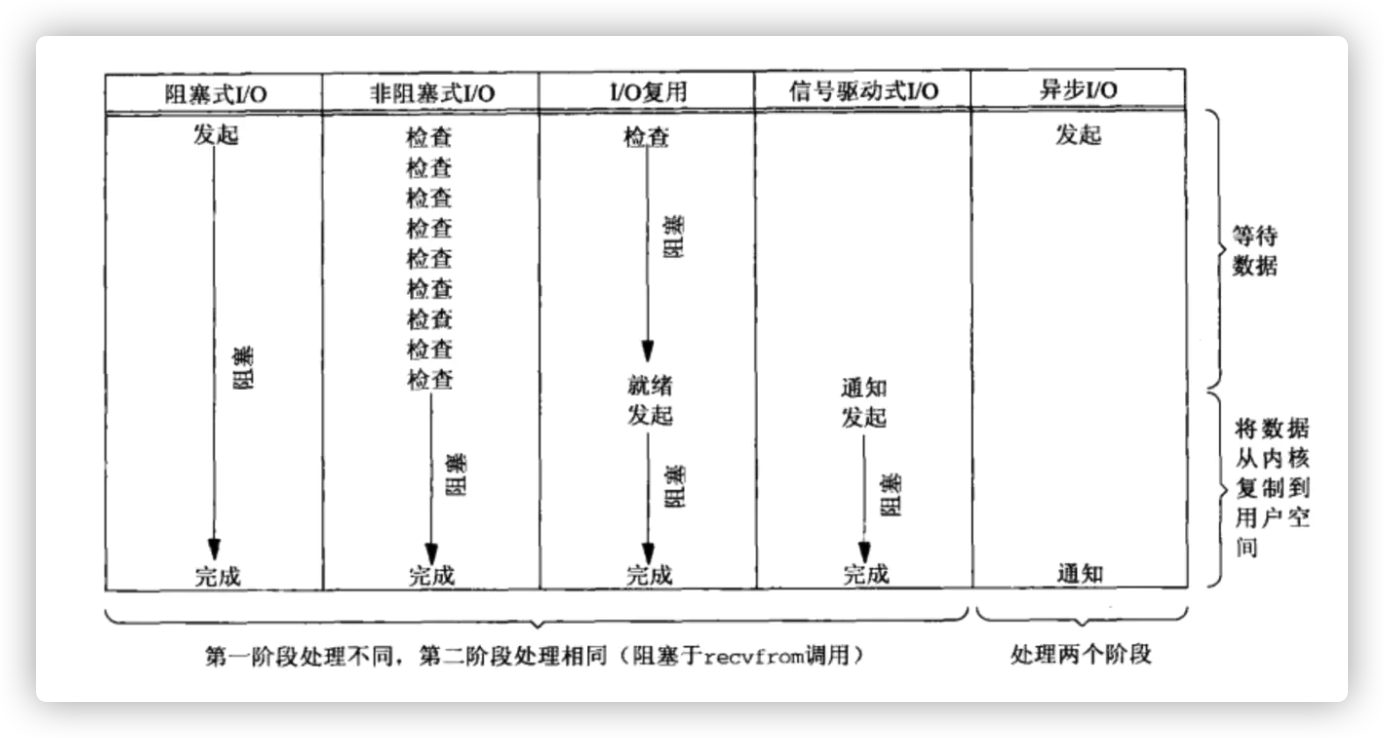 阻塞式I/O 非阻塞式I/O I/O复用 信号驱动式I/O 异步I/O
发起 检查 检查 发起
检查
检查
检查
检查
检查
检查
检查
检查
阻塞
阻塞
就绪 通知
发起 发起
阻塞 阻塞 阻塞
完成 完成 完成 完成 通知
等待
数据
将数据
从内核
复制到
用户空
间
第一阶段处理不同，第二阶段处理相同（阻塞于recvfrom调用） 处理两个阶段